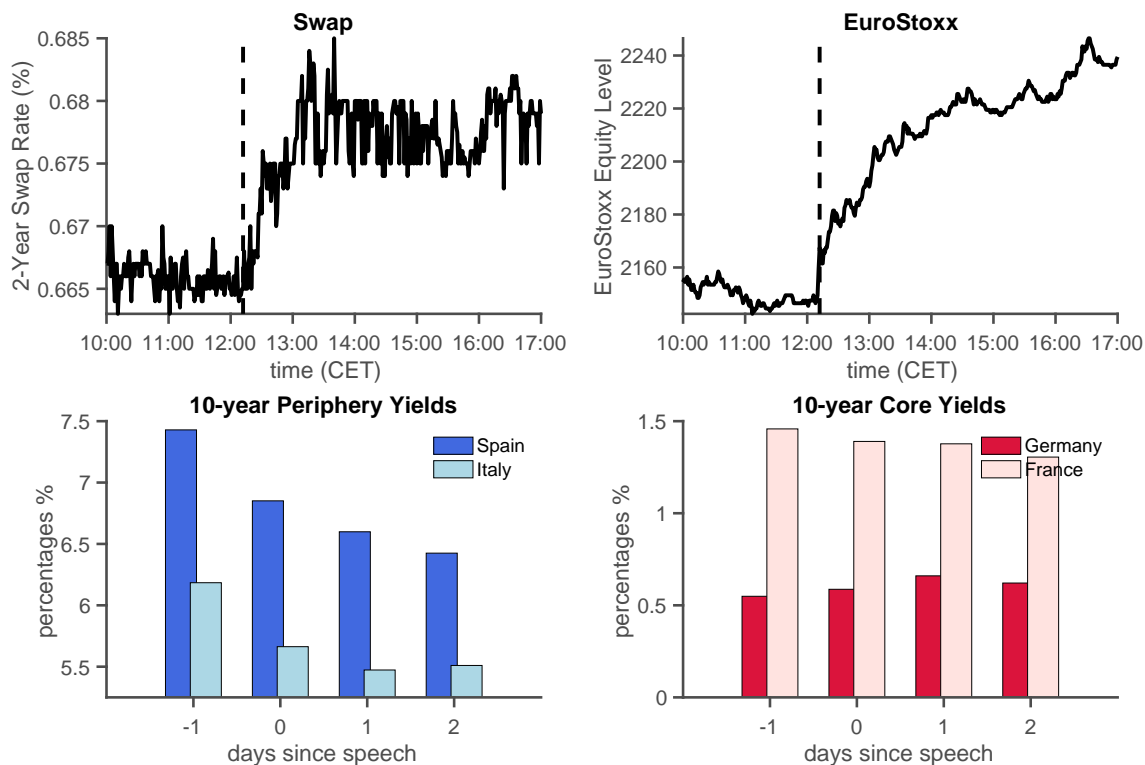 Swap
2-Year Swap Rate (%)
0.685
0.68
0.675
0.67
0.665
10:00 11:00 12:00 13:00 14:00 15:00 16:00 17:00
time (CET)
EuroStoxx
EuroStoxx Equity Level
2240
2220
2200
2180
2160
10:00 11:00 12:00 13:00 14:00 15:00 16:00 17:00
time (CET)
10-year Periphery Yields
percentages %
7.5
7
6.5
6
5.5
Spain
Italy
-1 0 1 2
days since speech
10-year Core Yields
percentages %
1.5
1
0.5
0
Germany
France
-1 0 1 2
days since speech